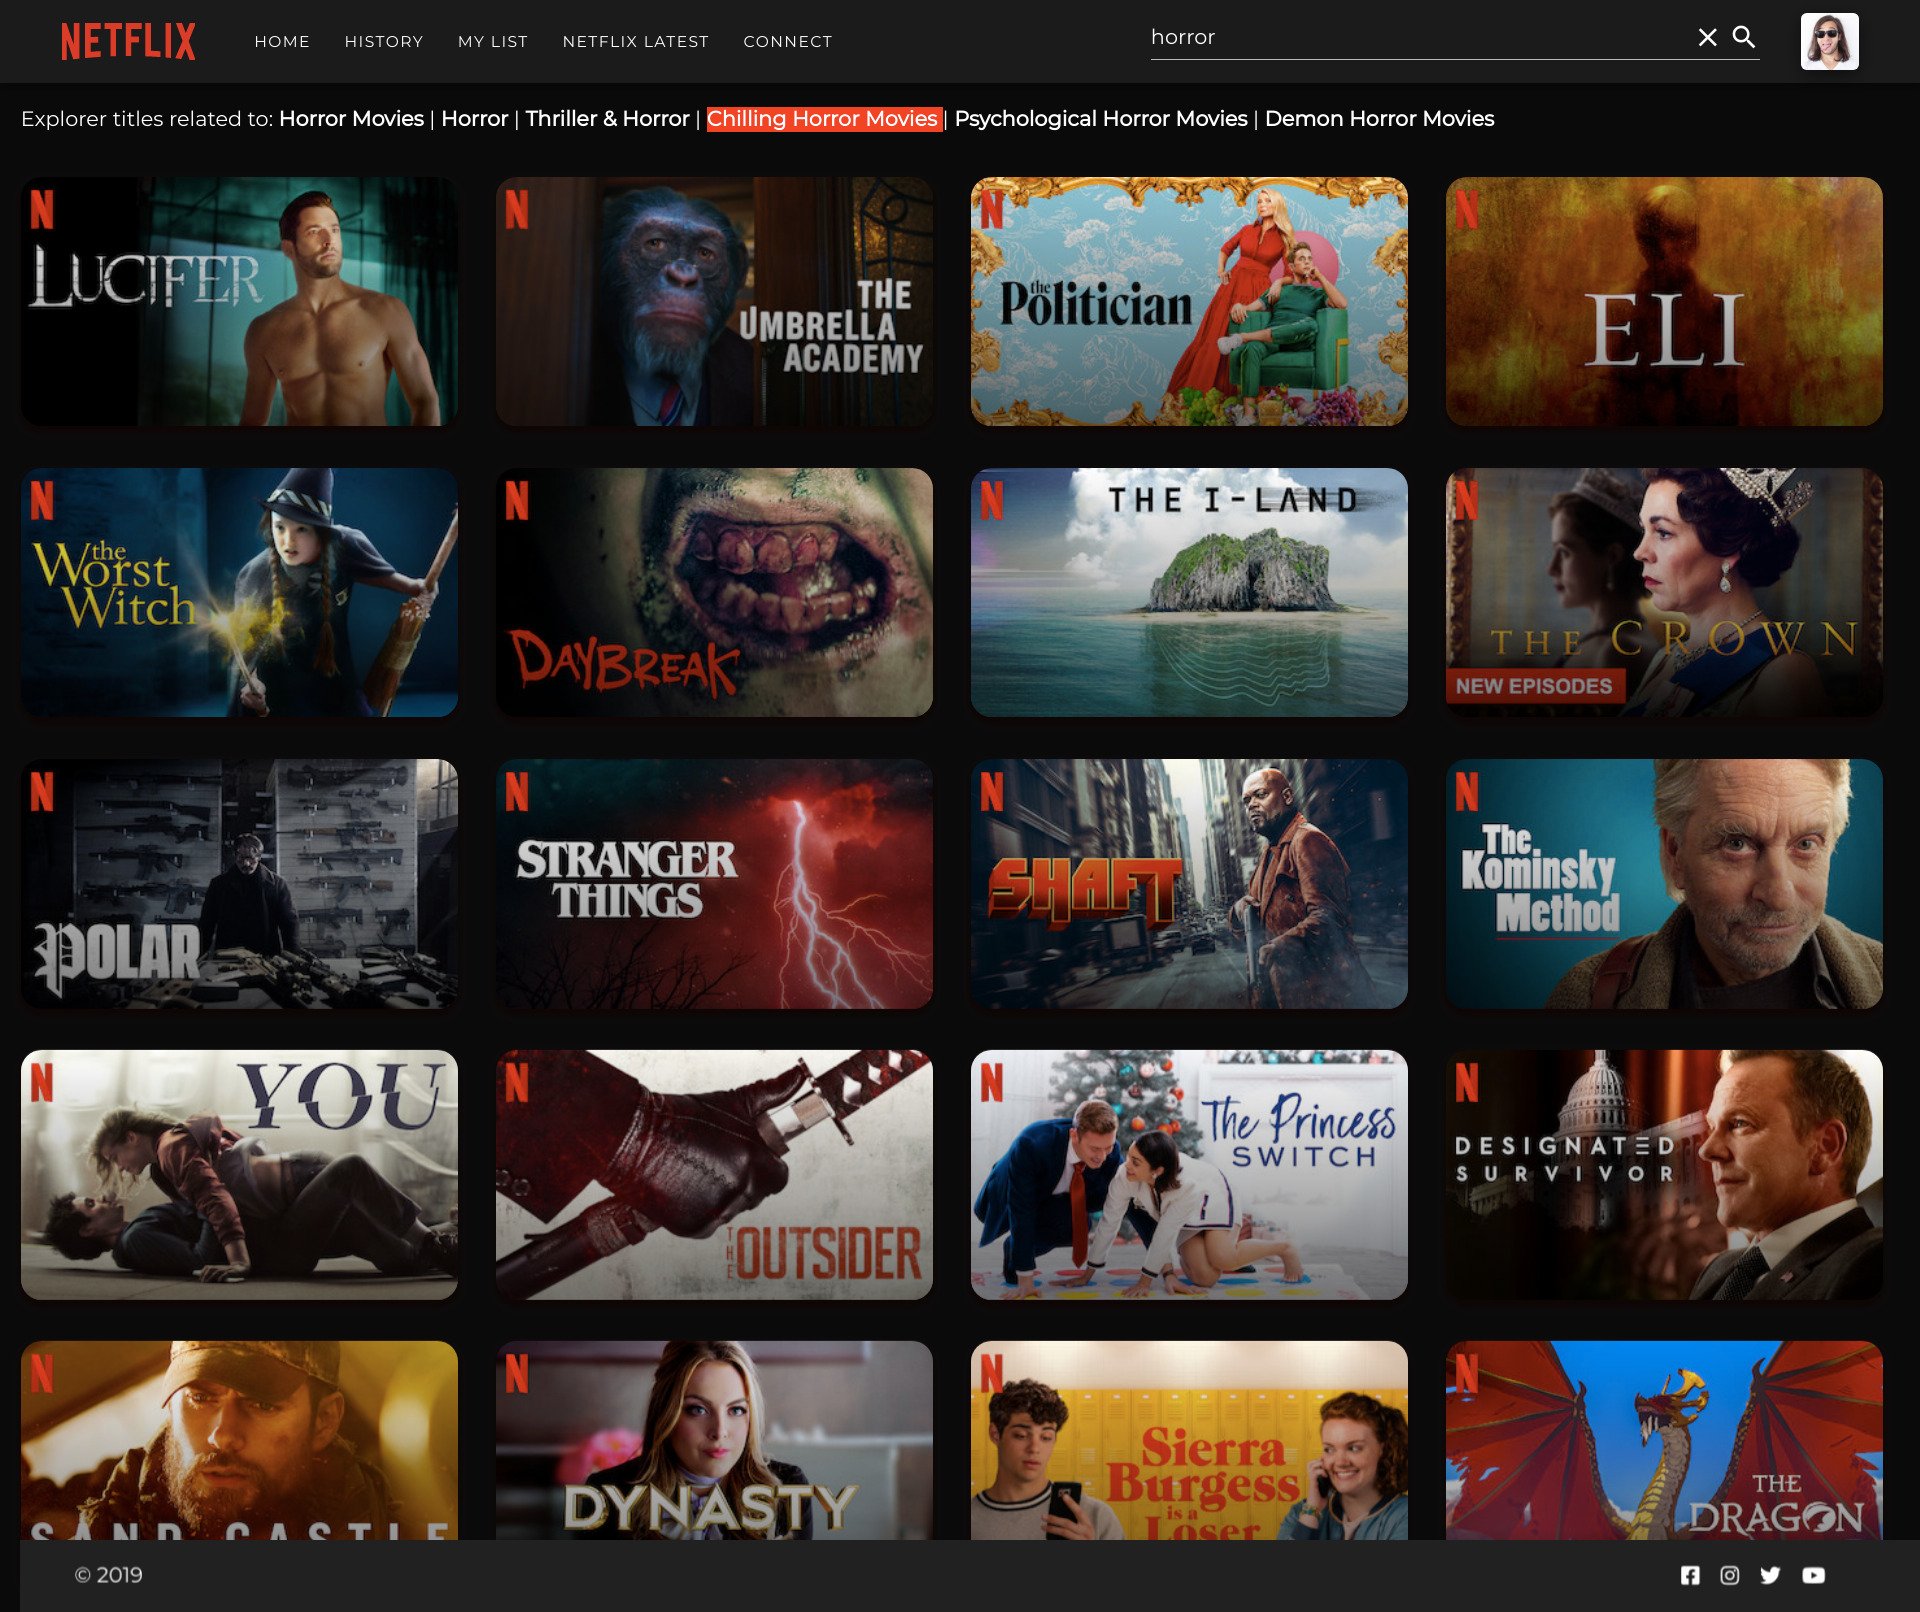 NETFLIX HOME HISTORY MY LIST NETFLIX LATEST CONNECT horror
Explorer titles related to: Horror Movies | Horror | Thriller & Horror | Chilling Horror Movies | Psychological Horror Movies | Demon Horror Movies
N
LUCIFER
N
THE
UMBRELLA
ACADEMY
N
the
Politician
N
ELI
N
the
Worst
Witch
N
DAYBREAK
N
THE I-LAND
N
THE CROWN
NEW EPISODES
N
POLAR
N
STRANGER
THINGS
N
SHAFT
N
The
Kominsky
Method
N
YOU
N
THE OUTSIDER
N
The Princess
SWITCH
N
DESIGNATED
SURVIVOR
N
SAND CASTLE
N
DYNASTY
N
Sierra
Burgess
is a
Loser
N
THE
DRAGON
© 2019